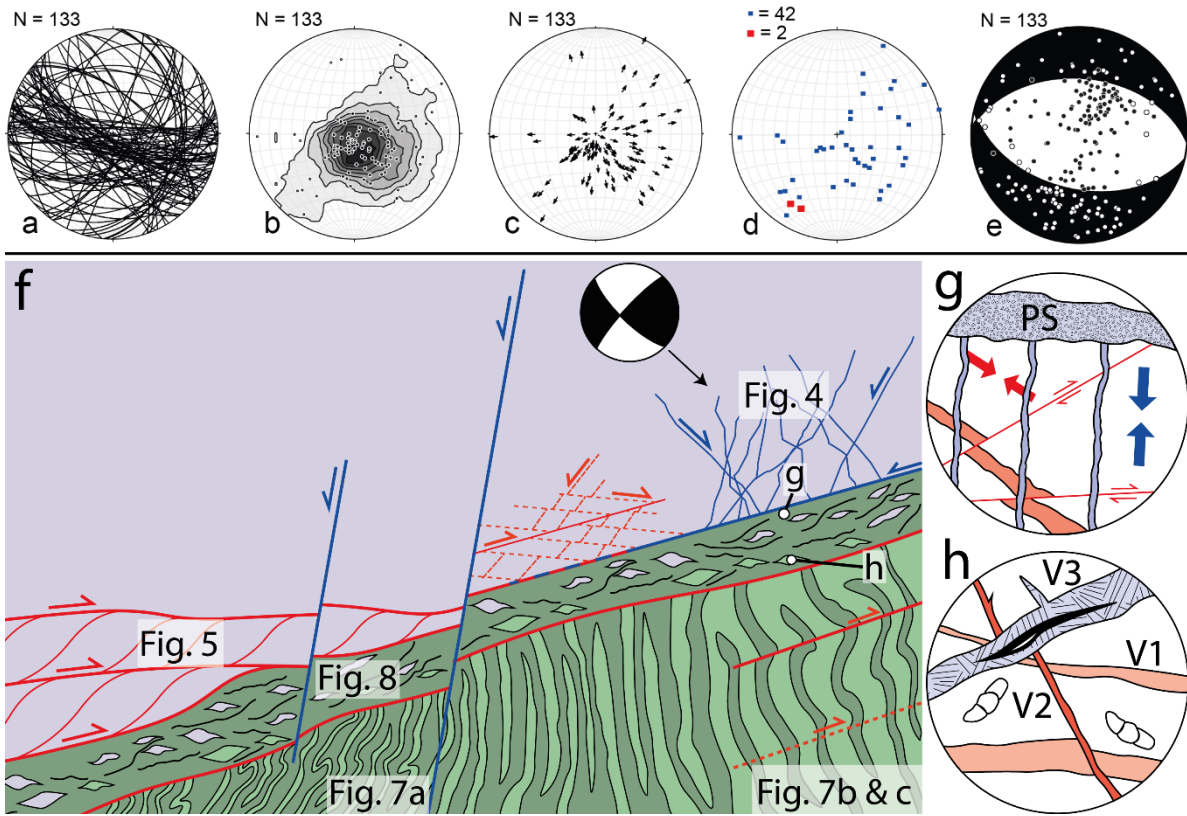 N = 133
N = 133
N = 133
= 42
= 2
N = 133
a
b
c
d
e
f
Fig. 4
g
h
Fig. 5
Fig. 8
Fig. 7a
Fig. 7b & c
g
PS
h
V3
V1
V2